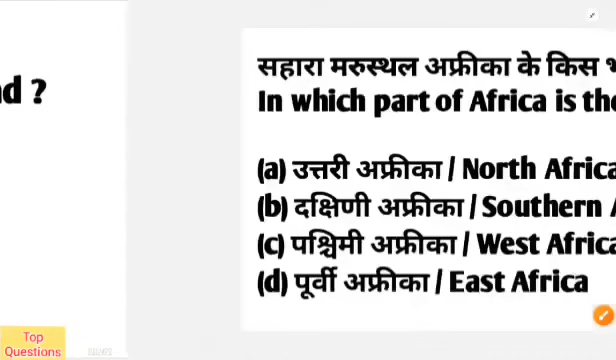 d ?
सहारा मरुस्थल अफ्रीका के किस
In which part of Africa is the
(a) उत्तरी अफ्रीका / North Africa
(b) दक्षिणी अफ्रीका / Southern
(c) पश्चिमी अफ्रीका / West Africa
(d) पूर्वी अफ्रीका / East Africa
Top
Questions